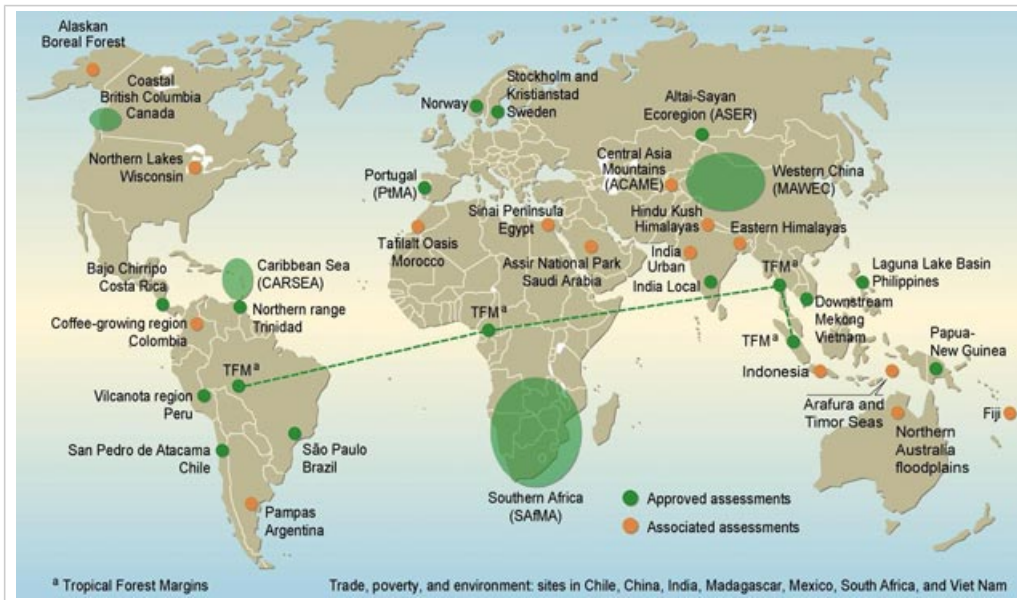 Alaskan
Boreal Forest
Coastal
British Columbia
Canada
Northern Lakes
Wisconsin
Bajo Chirripo
Costa Rica
Caribbean Sea
(CARSEA)
Northern range
Trinidad
Coffee-growing region
Colombia
TFM a
Vilcanota region
Peru
San Pedro de Atacama
Chile
São Paulo
Brazil
Pampas
Argentina
Norway
Stockholm and
Kristianstad
Sweden
Portugal
(PtMA)
Tafilalt Oasis
Morocco
Sinai Peninsula
Egypt
Assir National Park
Saudi Arabia
TFM a
Southern Africa
(SAfMA)
Altai-Sayan
Ecoregion (ASER)
Central Asia
Mountains
(ACAME)
Western China
(MAWEC)
Hindu Kush
Himalayas
Eastern Himalayas
India
Urban
India Local
TFM a
Laguna Lake Basin
Philippines
Downstream
Mekong
Vietnam
TFM a
Papua-
New Guinea
Indonesia
Arafura and
Timor Seas
Northern
Australia
floodplains
Fiji
Approved assessments
Associated assessments
a Tropical Forest Margins
Trade, poverty, and environment: sites in Chile, China, India, Madagascar, Mexico, South Africa, and Viet Nam